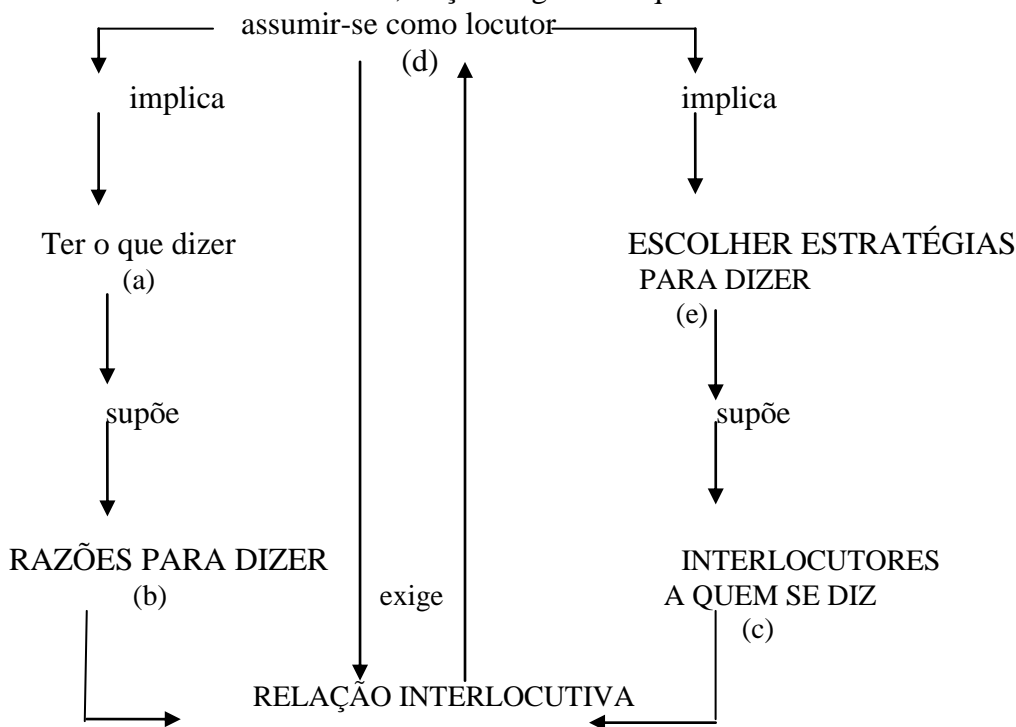 assumir-se como locutor
(d)
implica
implica
Ter o que dizer
(a)
ESCOLHER ESTRATÉGIAS
PARA DIZER
(e)
supõe
supõe
RAZÕES PARA DIZER
(b)
exige
INTERLOCUTORES
A QUEM SE DIZ
(c)
RELAÇÃO INTERLOCUTIVA